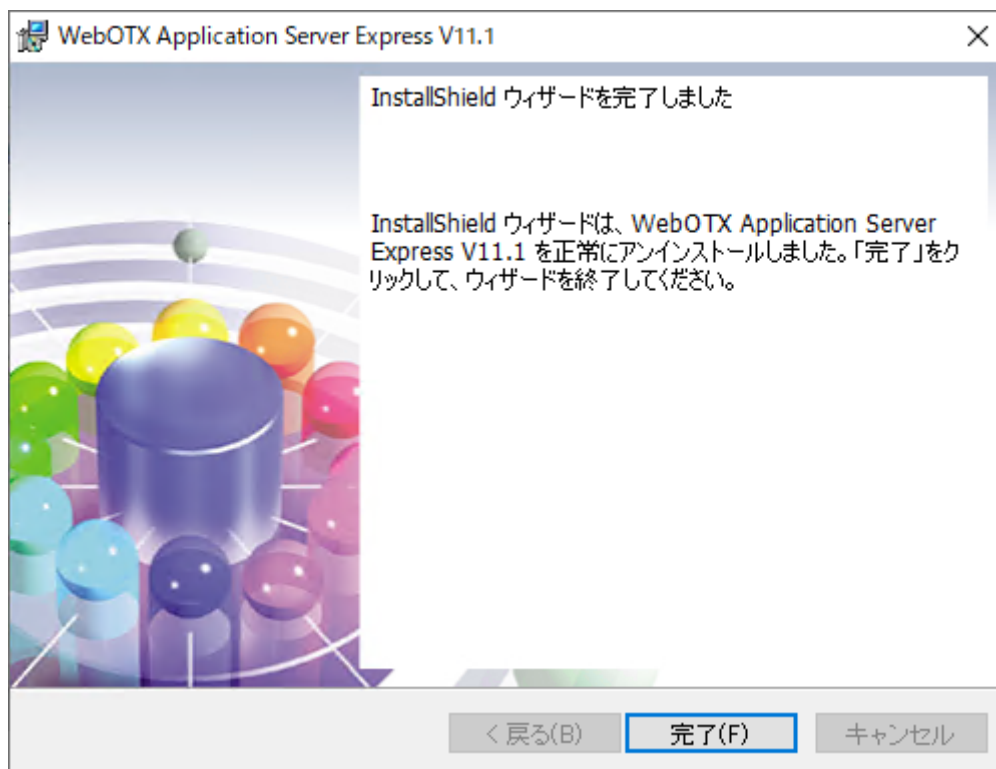 WebOTX Application Server Express V11.1
InstallShield ウィザードを完了しました
InstallShield ウィザードは、WebOTX Application Server
Express V11.1 を正常にアンインストールしました。「完了」をク
リックして、ウィザードを終了してください。
< 戻る(B)
完了(F)
キャンセル